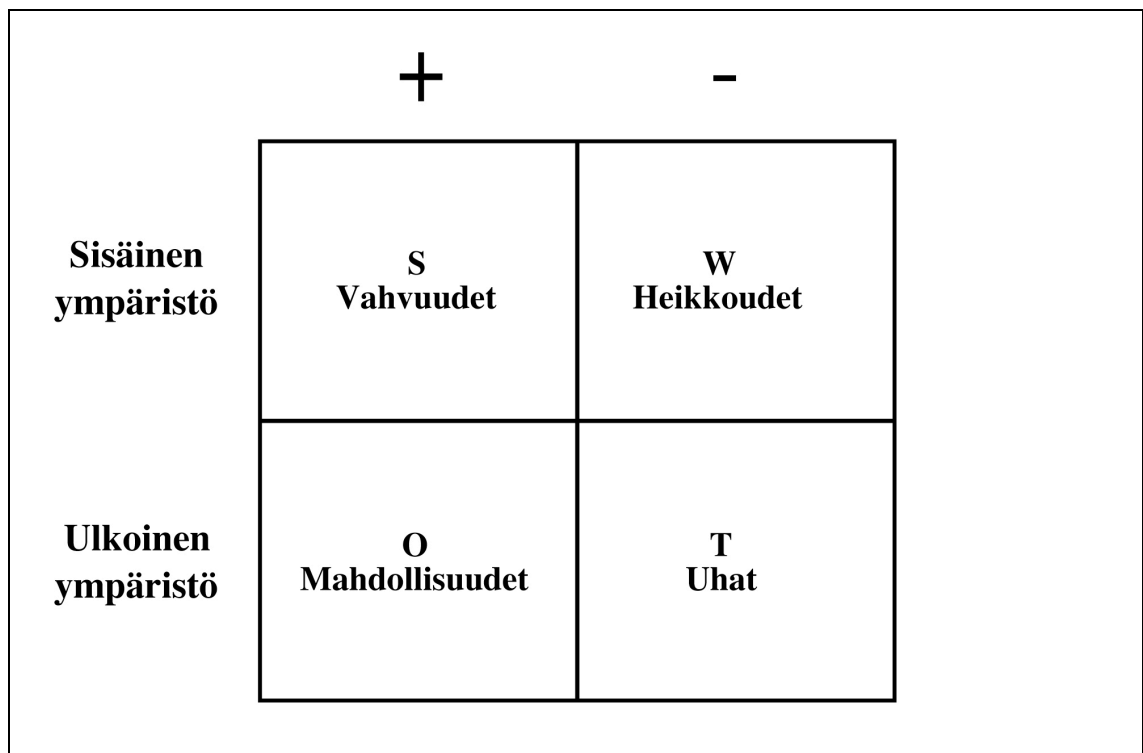 + -
Sisäinen
ympäristö
S
Vahvuudet
W
Heikkoudet
Ulkoinen
ympäristö
O
Mahdollisuudet
T
Uhat